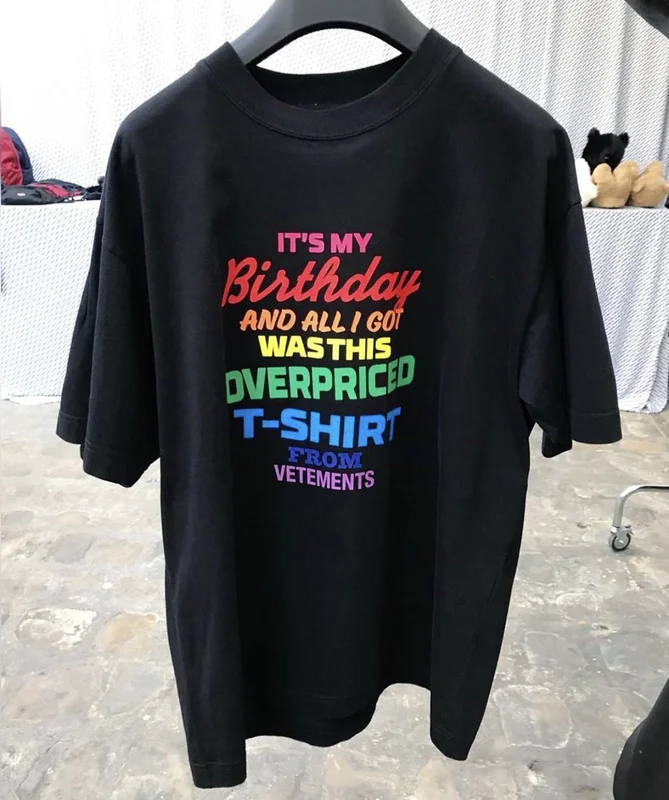 IT'S MY
Birthday
AND ALL I GOT
WAS THIS
OVERPRICED
T-SHIRT
FROM
VETEMENTS